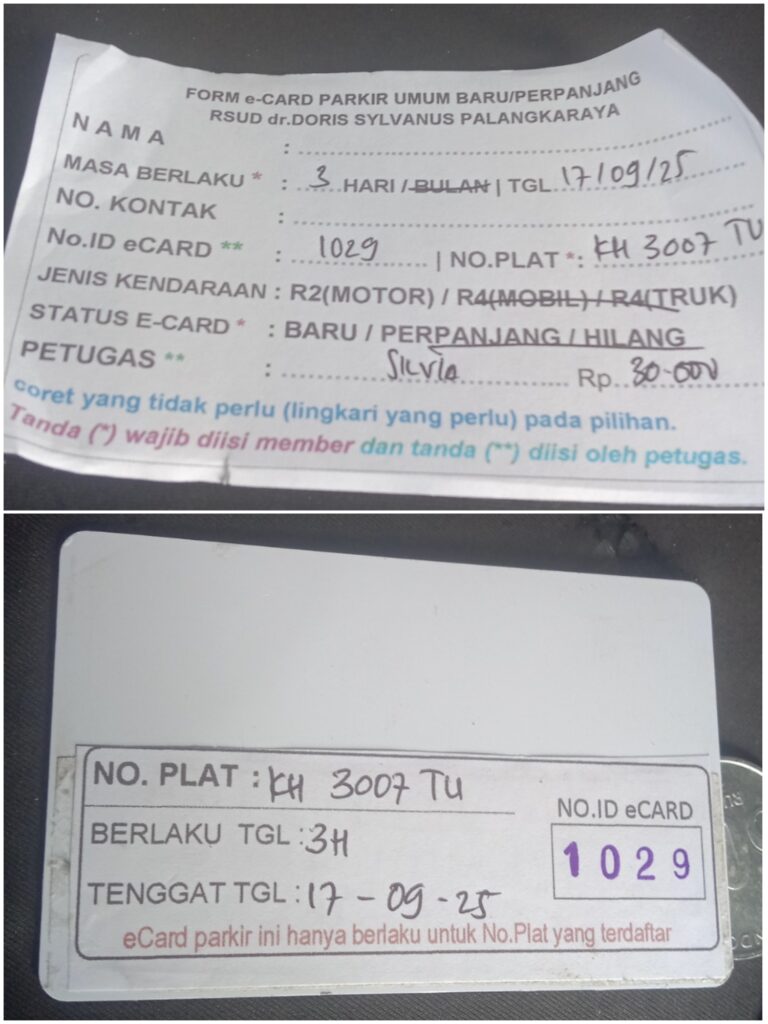 FORM e-CARD PARKIR UMUM BARU/PERPANJANG
RSUD dr.DORIS SYLVANUS PALANGKARAYA
NAMA : ..........
MASA BERLAKU * : 3 HARI / BULAN | TGL 17/09/25
NO. KONTAK : ..........
No.ID eCARD ** : 1029 | NO.PLAT *: KH 3007 TU
JENIS KENDARAAN : R2(MOTOR) / R4(MOBIL) / R4(TRUK)
STATUS E-CARD * : BARU / PERPANJANG / HILANG
PETUGAS ** : Silvia Rp. 30.000
coret yang tidak perlu (lingkari yang perlu) pada pilihan.
Tanda (*) wajib diisi member dan tanda (**) diisi oleh petugas.
NO. PLAT : KH 3007 TU
BERLAKU TGL : 3H
TENGGAT TGL : 17 - 09 - 25
NO.ID eCARD
1029
eCard parkir ini hanya berlaku untuk No.Plat yang terdaftar